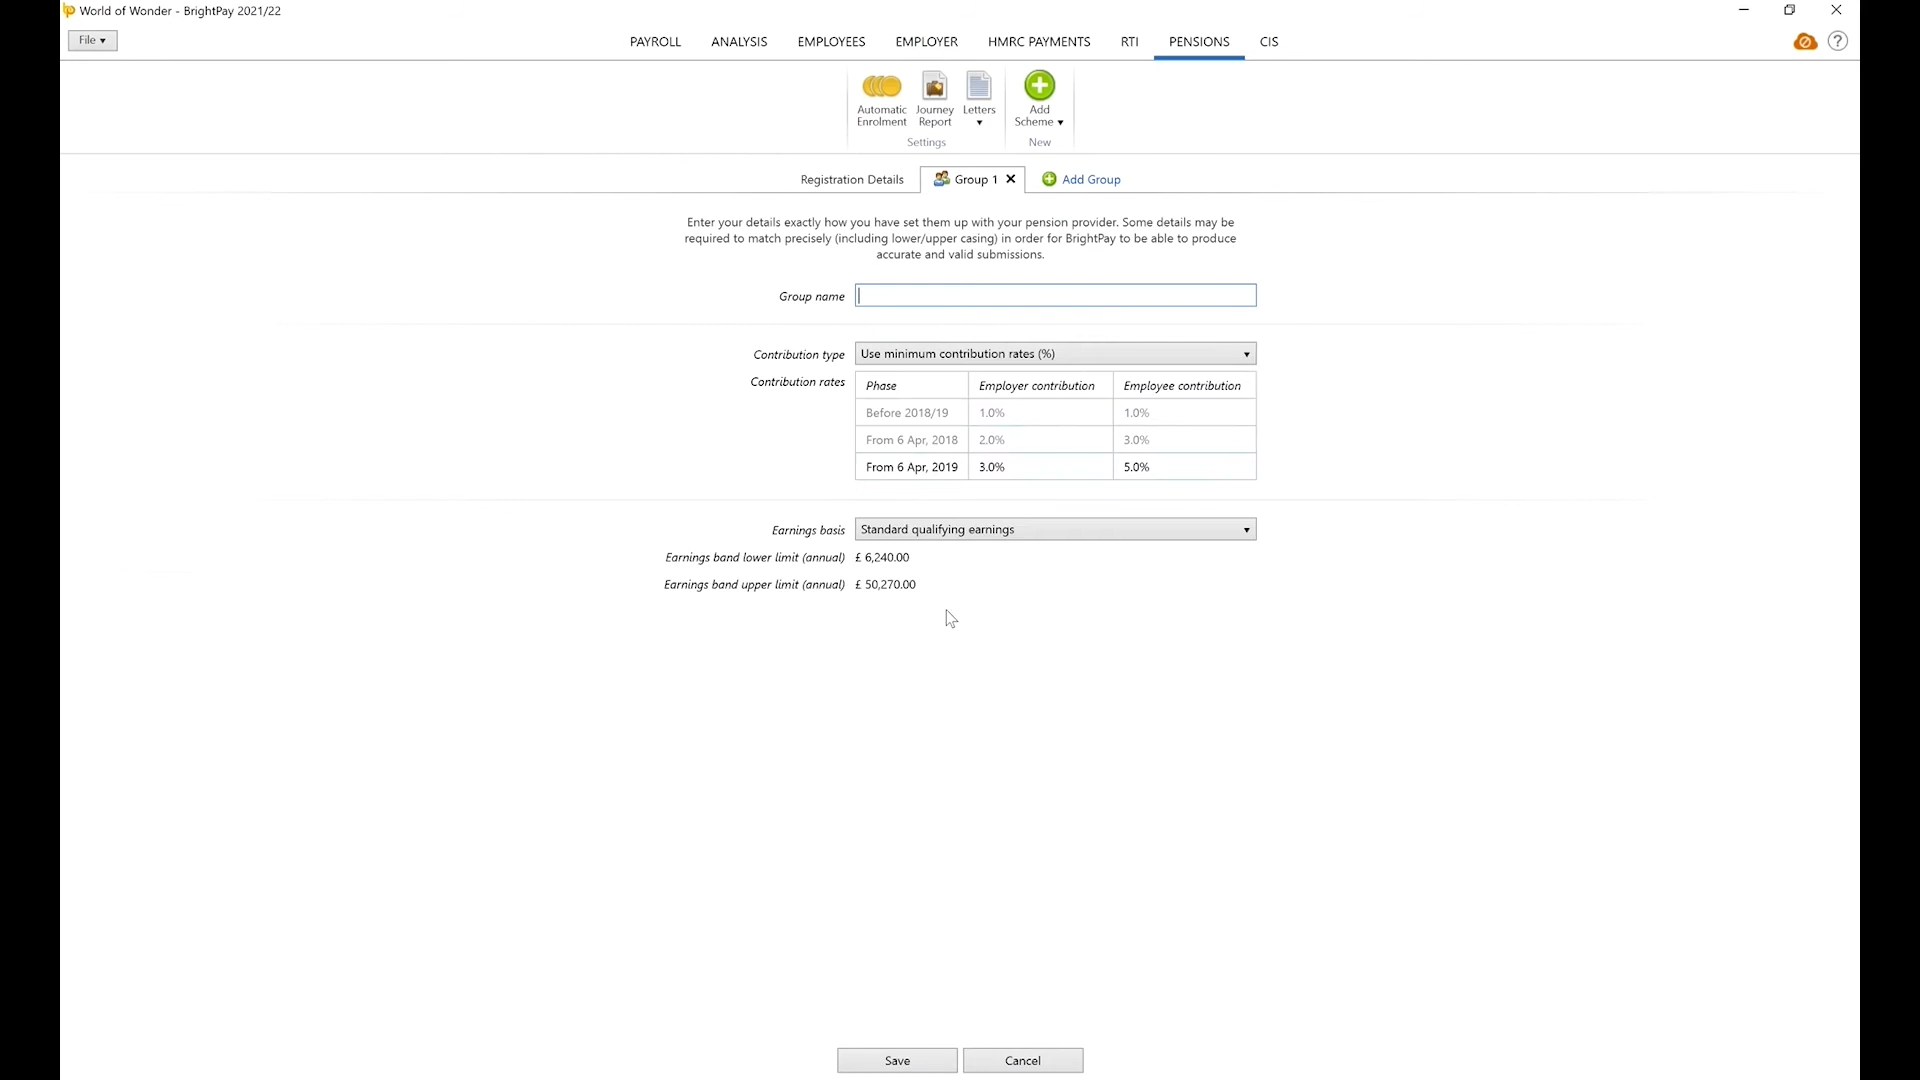 World of Wonder - BrightPay 2021/22
File
PAYROLL ANALYSIS EMPLOYEES EMPLOYER HMRC PAYMENTS RTI PENSIONS CIS
?
Automatic Enrolment
Journey Report
Letters
Add Scheme
Settings
New
Registration Details
Group 1
Add Group
Enter your details exactly how you have set them up with your pension provider. Some details may be
required to match precisely (including lower/upper casing) in order for BrightPay to be able to produce
accurate and valid submissions.
Group name
Contribution type Use minimum contribution rates (%)
Contribution rates
Phase Employer contribution Employee contribution
Before 2018/19 1.0% 1.0%
From 6 Apr, 2018 2.0% 3.0%
From 6 Apr, 2019 3.0% 5.0%
Earnings basis Standard qualifying earnings
Earnings band lower limit (annual) £ 6,240.00
Earnings band upper limit (annual) £ 50,270.00
Save Cancel